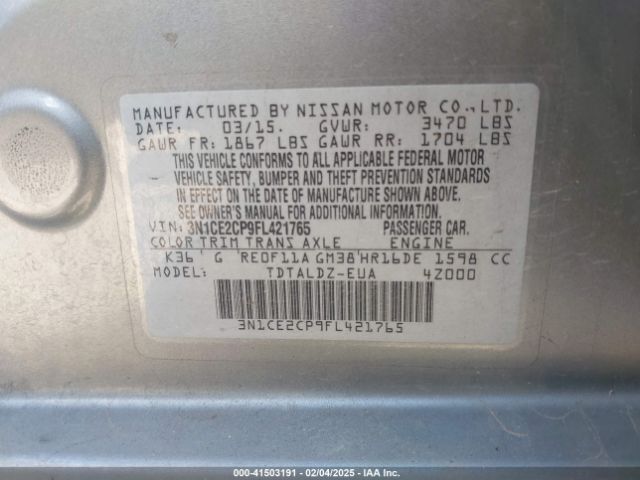 MANUFACTURED BY NISSAN MOTOR CO.,LTD.
DATE: 03/15. GVWR: 3470 LBS
GAWR FR: 1867 LBS GAWR RR: 1704 LBS
THIS VEHICLE CONFORMS TO ALL APPLICABLE FEDERAL MOTOR
VEHICLE SAFETY, BUMPER AND THEFT PREVENTION STANDARDS
IN EFFECT ON THE DATE OF MANUFACTURE SHOWN ABOVE.
SEE OWNER'S MANUAL FOR ADDITIONAL INFORMATION.
VIN: 3N1CE2CP9FL421765 PASSENGER CAR.
COLOR TRIM TRANS AXLE ENGINE
K36 G RE0F11A GM38 HR16DE 1598 CC
MODEL: TDTALDZ-EUA 4Z000
3N1CE2CP9FL421765
000-41503191 - 02/04/2025 - IAA Inc.